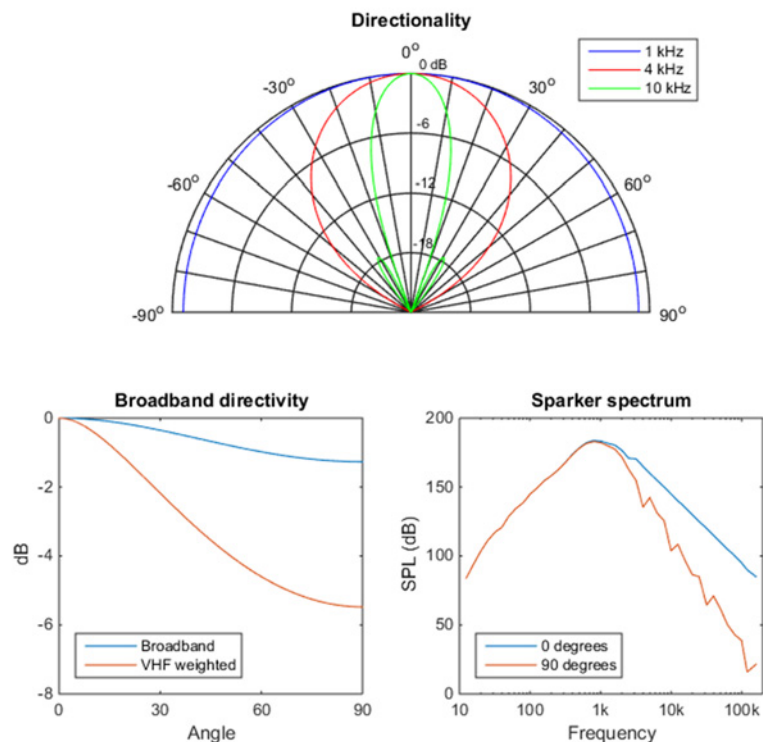 Directionality
1 kHz
4 kHz
10 kHz
0°
0 dB
-30°
30°
-6
-60°
60°
-12
-18
-90°
90°
Broadband directivity
0
-2
-4
-6
-8
dB
Broadband
VHF weighted
0 30 60 90
Angle
Sparker spectrum
200
150
100
50
0
SPL (dB)
0 degrees
90 degrees
10 100 1k 10k 100k
Frequency